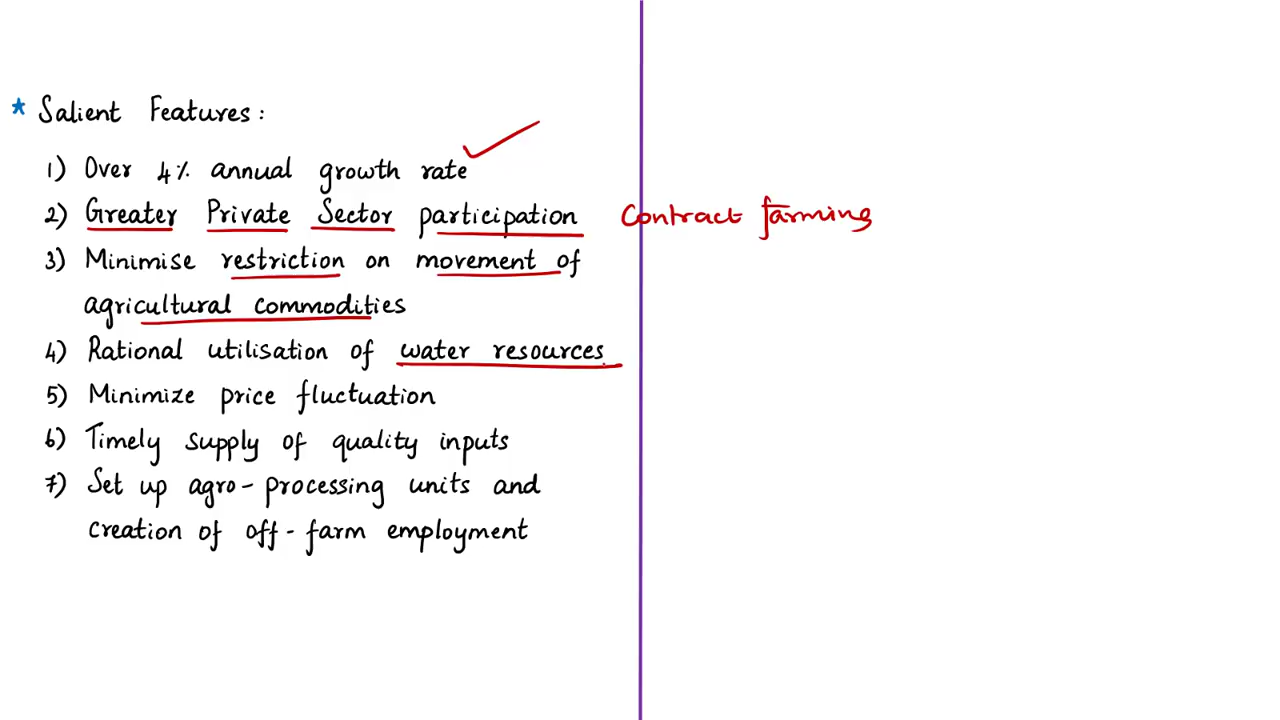 * Salient Features:
1) Over 4% annual growth rate
2) Greater Private Sector participation Contract farming
3) Minimise restriction on movement of
agricultural commodities
4) Rational utilisation of water resources
5) Minimize price fluctuation
6) Timely supply of quality inputs
7) Set up agro-processing units and
creation of off-farm employment